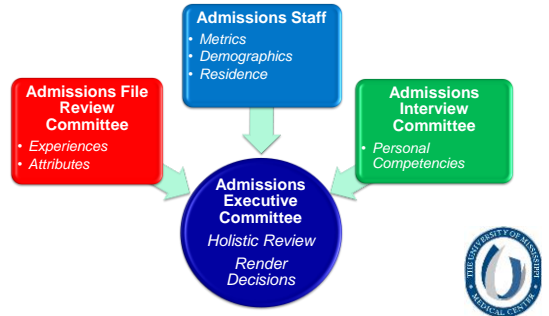 Admissions Staff
• Metrics
• Demographics
• Residence
Admissions File
Review
Committee
• Experiences
• Attributes
Admissions
Interview
Committee
• Personal
Competencies
Admissions
Executive
Committee
Holistic Review
Render
Decisions
THE UNIVERSITY OF MISSISSIPPI
MEDICAL CENTER